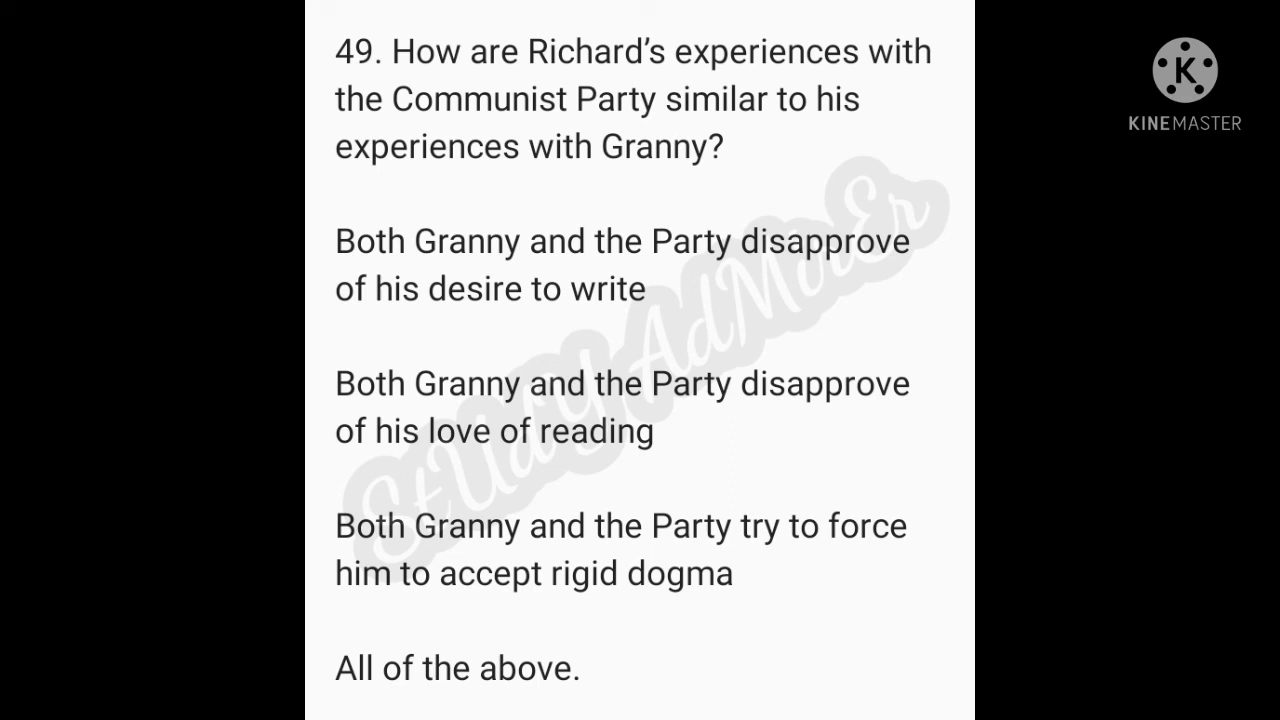 49. How are Richard's experiences with
the Communist Party similar to his
experiences with Granny?
Both Granny and the Party disapprove
of his desire to write
Both Granny and the Party disapprove
of his love of reading
Both Granny and the Party try to force
him to accept rigid dogma
All of the above.
StUdY AdMirEr
K
KINEMASTER